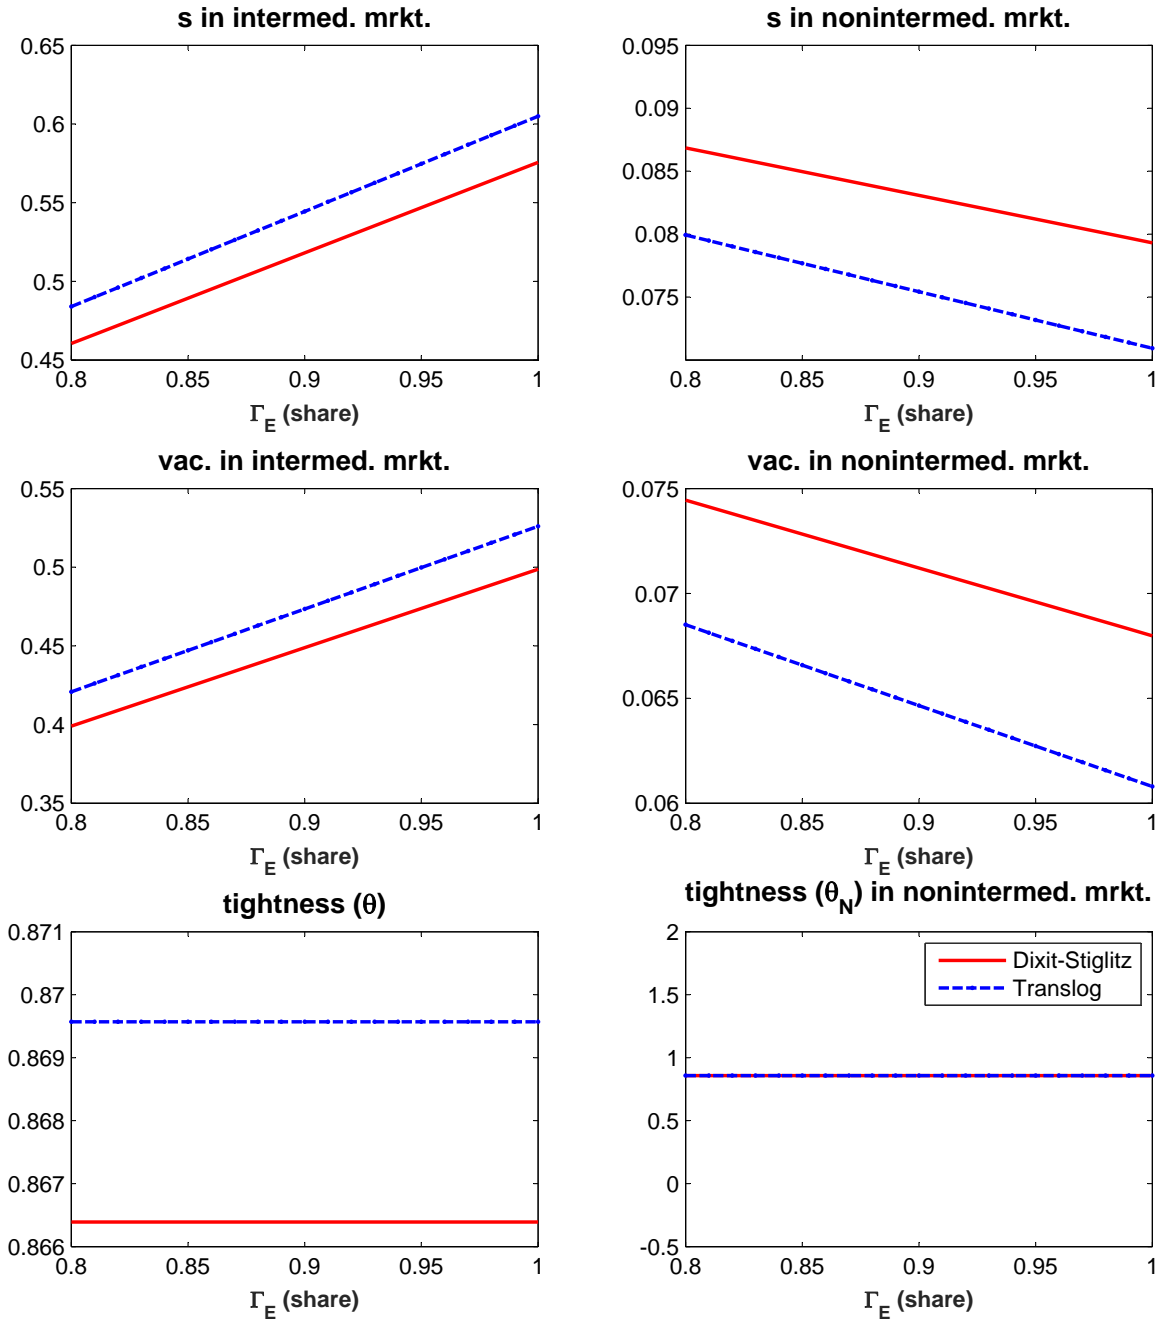 s in intermed. mrkt.
0.65
0.6
0.55
0.5
0.45
0.8 0.85 0.9 0.95 1
Γ_E (share)
s in nonintermed. mrkt.
0.095
0.09
0.085
0.08
0.075
0.8 0.85 0.9 0.95 1
Γ_E (share)
vac. in intermed. mrkt.
0.55
0.5
0.45
0.4
0.35
0.8 0.85 0.9 0.95 1
Γ_E (share)
vac. in nonintermed. mrkt.
0.075
0.07
0.065
0.06
0.8 0.85 0.9 0.95 1
Γ_E (share)
tightness (θ)
0.871
0.87
0.869
0.868
0.867
0.866
0.8 0.85 0.9 0.95 1
Γ_E (share)
tightness (θ_N) in nonintermed. mrkt.
2
1.5
1
0.5
0
-0.5
0.8 0.85 0.9 0.95 1
Γ_E (share)
Dixit-Stiglitz
Translog